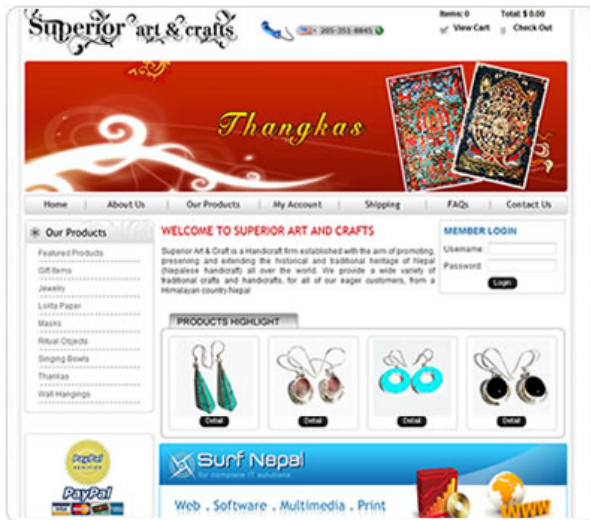 Superior art & crafts
205-353-8845
Items: 0 Total: $ 0.00
View Cart Check Out
Thangkas
Home About Us Our Products My Account Shipping FAQs Contact Us
Our Products
Featured Products
Gift Items
Jewelry
Lokta Paper
Masks
Ritual Objects
Singing Bowls
Thankas
Wall Hangings
WELCOME TO SUPERIOR ART AND CRAFTS
Superior Art & Craft is a Handicraft firm established with the aim of promoting,
preserving and extending the historical and traditional heritage of Nepal
(Nepalese handicraft) all over the world. We provide a wide variety of
traditional crafts and handicrafts, for all of our eager customers, from a
Himalayan country Nepal
MEMBER LOGIN
Username:
Password:
Login
PRODUCTS HIGHLIGHT
Detail Detail Detail Detail
PayPal
VERIFIED
PayPal
Surf Nepal
for complete IT solutions
Web . Software . Multimedia . Print
WWW